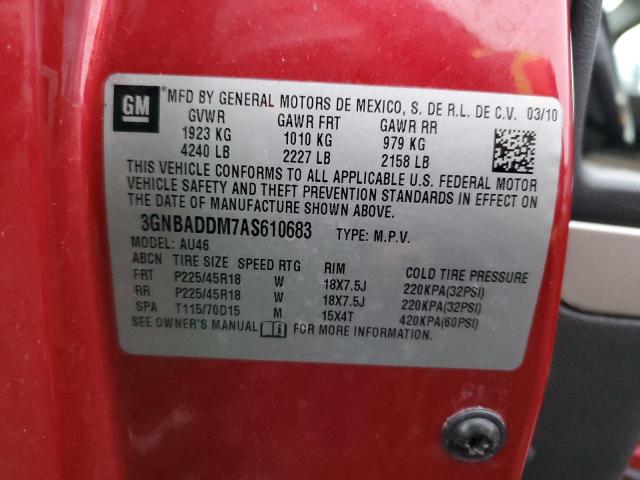 GM
*MFD BY GENERAL MOTORS DE MEXICO, S. DE R.L. DE C.V. 03/10
GVWR GAWR FRT GAWR RR
1923 KG 1010 KG 979 KG
4240 LB 2227 LB 2158 LB
THIS VEHICLE CONFORMS TO ALL APPLICABLE U.S. FEDERAL MOTOR
VEHICLE SAFETY AND THEFT PREVENTION STANDARDS IN EFFECT ON
THE DATE OF MANUFACTURE SHOWN ABOVE.
3GNBADDM7AS610683 TYPE: M.P.V.
MODEL: AU46
ABCN TIRE SIZE SPEED RTG RIM COLD TIRE PRESSURE
FRT P225/45R18 W 18X7.5J 220KPA(32PSI)
RR P225/45R18 W 18X7.5J 220KPA(32PSI)
SPA T115/70D15 M 15X4T 420KPA(60PSI)
SEE OWNER'S MANUAL FOR MORE INFORMATION.